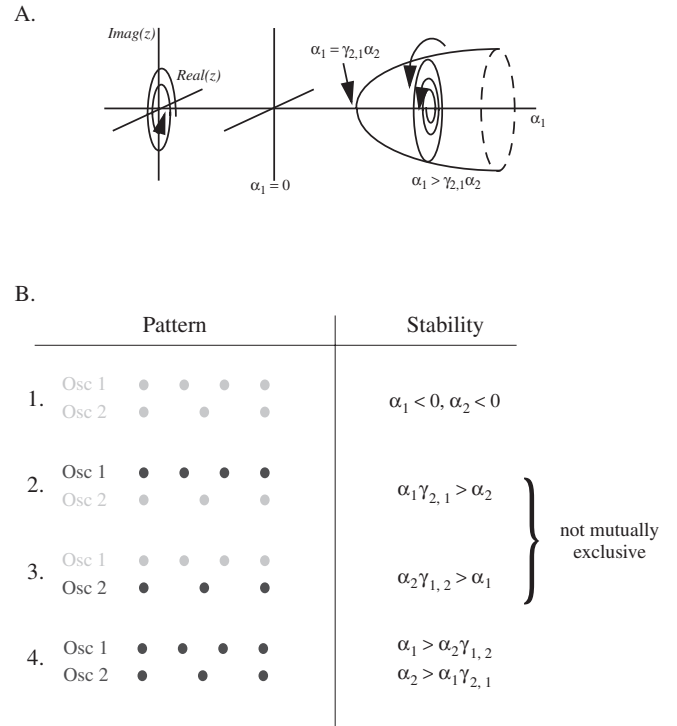 A.
Imag(z)
Real(z)
α₁ = γ₂,₁α₂
α₁
α₁ = 0
α₁ > γ₂,₁α₂
B.
Pattern Stability
1. Osc 1
Osc 2
α₁ < 0, α₂ < 0
2. Osc 1
Osc 2
α₁γ₂, ₁ > α₂
not mutually
exclusive
3. Osc 1
Osc 2
α₂γ₁, ₂ > α₁
4. Osc 1
Osc 2
α₁ > α₂γ₁, ₂
α₂ > α₁γ₂, ₁